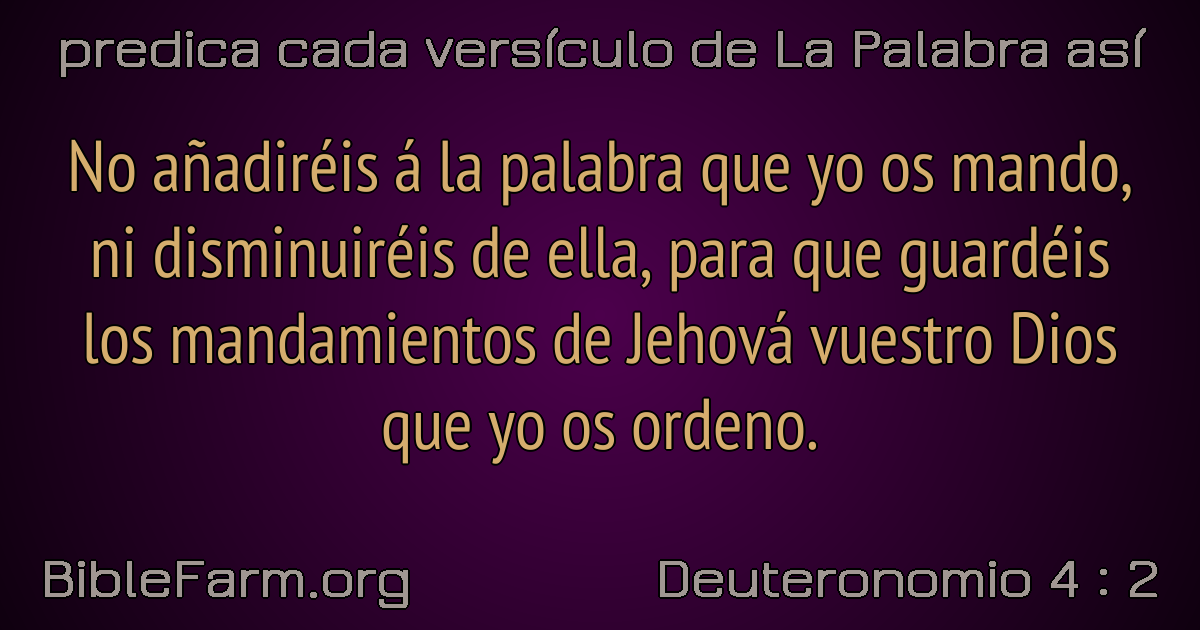 predica cada versículo de La Palabra así
No añadiréis á la palabra que yo os mando,
ni disminuiréis de ella, para que guardéis
los mandamientos de Jehová vuestro Dios
que yo os ordeno.
BibleFarm.org
Deuteronomio 4 : 2